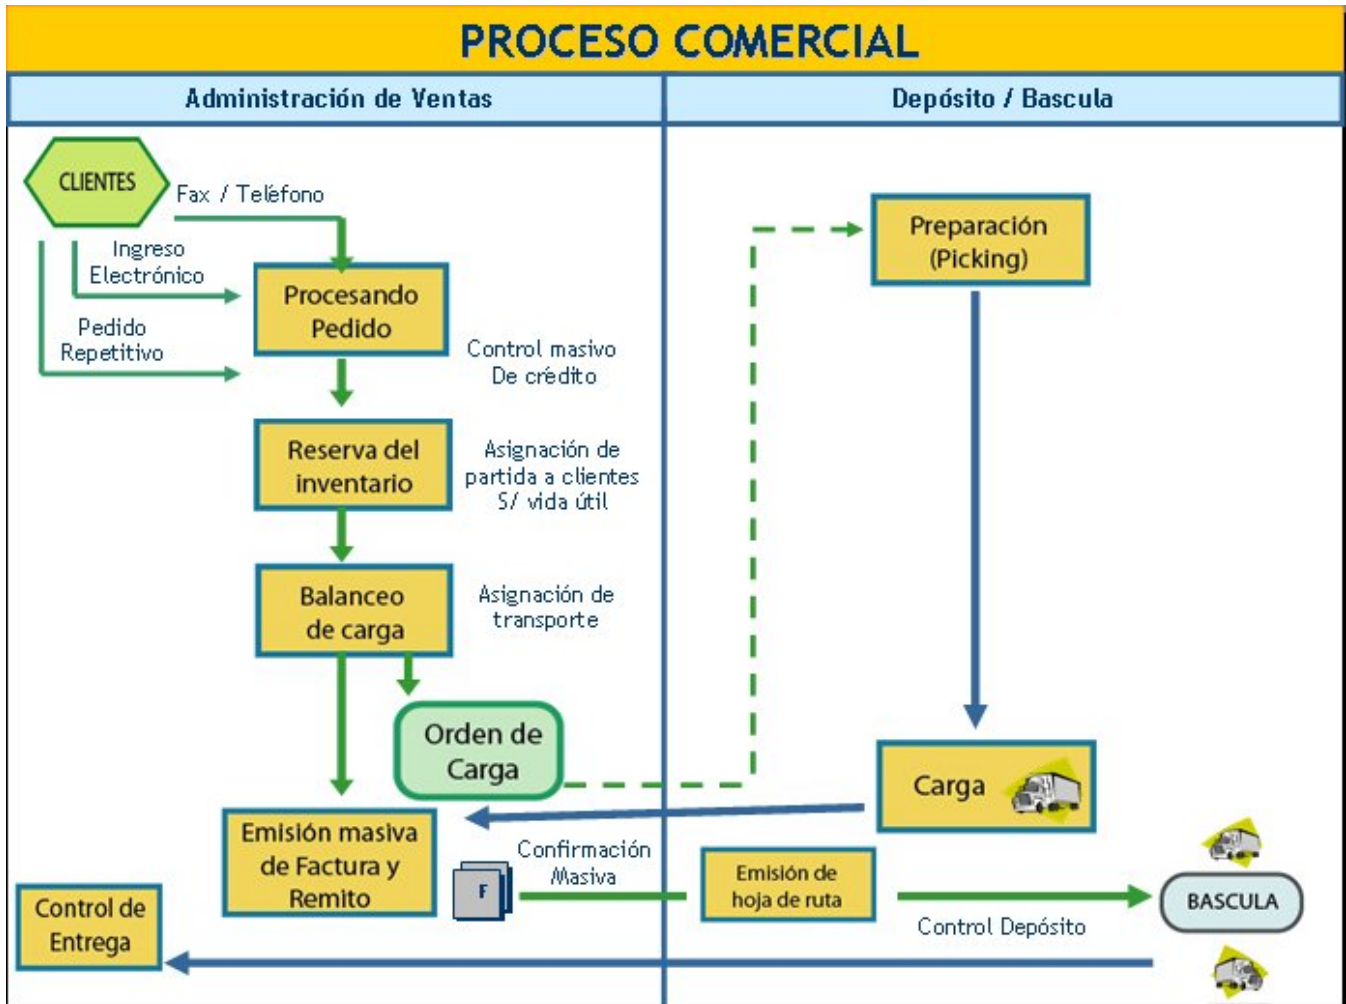 PROCESO COMERCIAL
Administración de Ventas
Depósito / Bascula
CLIENTES
Fax / Teléfono
Ingreso
Electrónico
Pedido
Repetitivo
Procesando
Pedido
Control masivo
De crédito
Reserva del
inventario
Asignación de
partida a clientes
S/ vida útil
Balanceo
de carga
Asignación de
transporte
Orden de
Carga
Emisión masiva
de Factura y
Remito
F
Confirmación
Masiva
Control de
Entrega
Preparación
(Picking)
Carga
Emisión de
hoja de ruta
Control Depósito
BASCULA